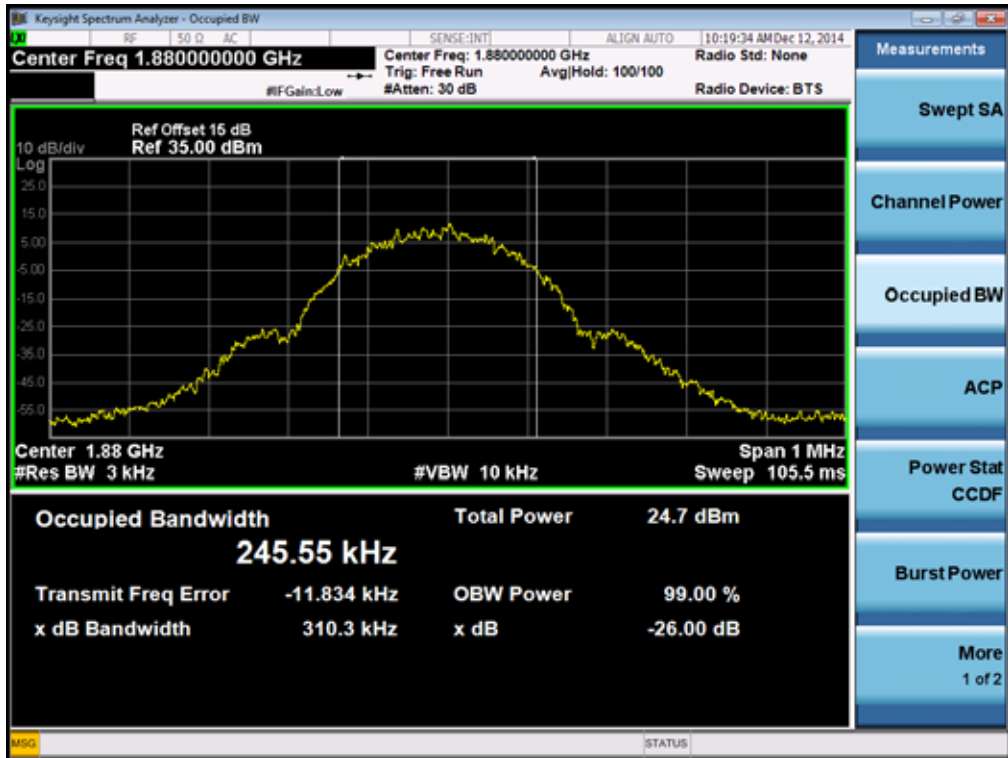 Keysight Spectrum Analyzer - Occupied BW
LXI RF 50 Ω AC SENSE:INT ALIGN AUTO 10:19:34 AM Dec 12, 2014
Center Freq 1.880000000 GHz
Center Freq: 1.880000000 GHz
Radio Std: None
Trig: Free Run Avg|Hold: 100/100
#IFGain:Low
#Atten: 30 dB
Radio Device: BTS
Ref Offset 15 dB
10 dB/div Ref 35.00 dBm
Log
25.0
15.0
5.00
-5.00
-15.0
-25.0
-35.0
-45.0
-55.0
Center 1.88 GHz Span 1 MHz
#Res BW 3 kHz #VBW 10 kHz Sweep 105.5 ms
Occupied Bandwidth Total Power 24.7 dBm
245.55 kHz
Transmit Freq Error -11.834 kHz OBW Power 99.00 %
x dB Bandwidth 310.3 kHz x dB -26.00 dB
MSG STATUS
Measurements
Swept SA
Channel Power
Occupied BW
ACP
Power Stat
CCDF
Burst Power
More
1 of 2